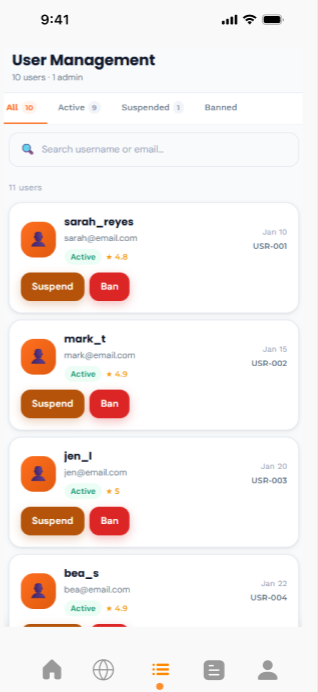 9:41
User Management
10 users · 1 admin
All 10 Active 9 Suspended 1 Banned
Search username or email...
11 users
sarah_reyes
Jan 10
sarah@email.com
USR-001
Active ★ 4.8
Suspend Ban
mark_t
Jan 15
mark@email.com
USR-002
Active ★ 4.9
Suspend Ban
jen_l
Jan 20
jen@email.com
USR-003
Active ★ 5
Suspend Ban
bea_s
Jan 22
bea@email.com
USR-004
Active ★ 4.9